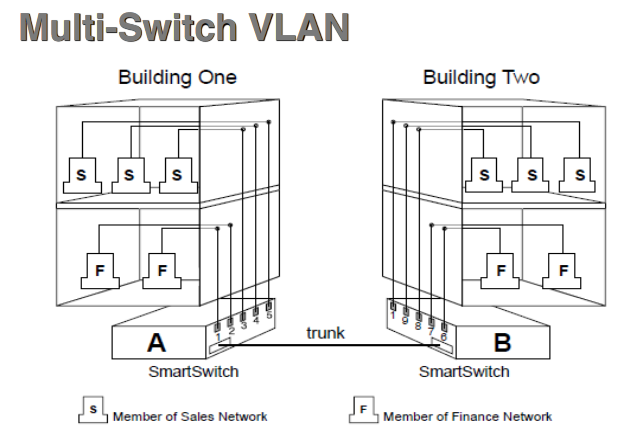 Multi-Switch VLAN
Building One
Building Two
S S S
S S S
F F
F F
1 2 3 4 5
1 9 8 7 6
A
trunk
B
SmartSwitch
SmartSwitch
S Member of Sales Network
F Member of Finance Network